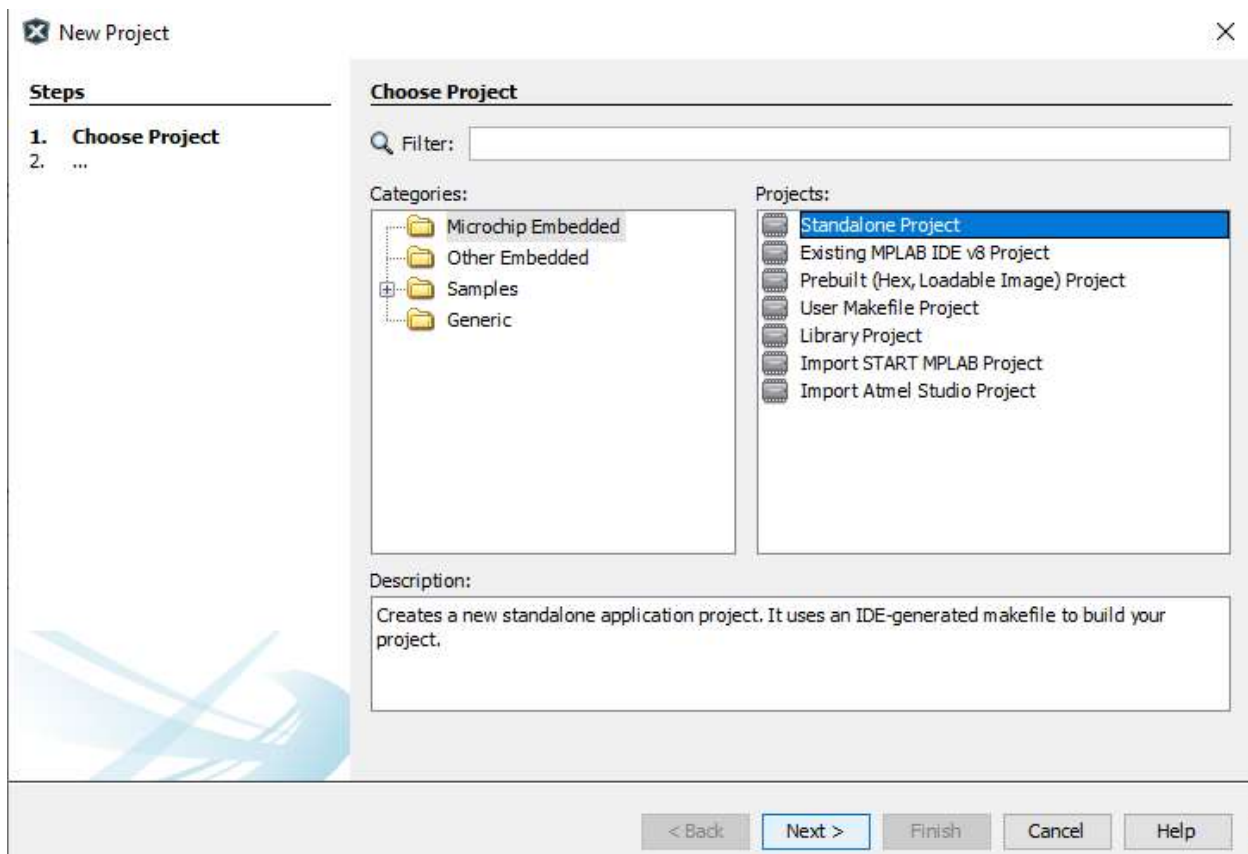 New Project
Steps
1. Choose Project
2. ...
Choose Project
Filter:
Categories:
Microchip Embedded
Other Embedded
Samples
Generic
Projects:
Standalone Project
Existing MPLAB IDE v8 Project
Prebuilt (Hex, Loadable Image) Project
User Makefile Project
Library Project
Import START MPLAB Project
Import Atmel Studio Project
Description:
Creates a new standalone application project. It uses an IDE-generated makefile to build your
project.
< Back
Next >
Finish
Cancel
Help